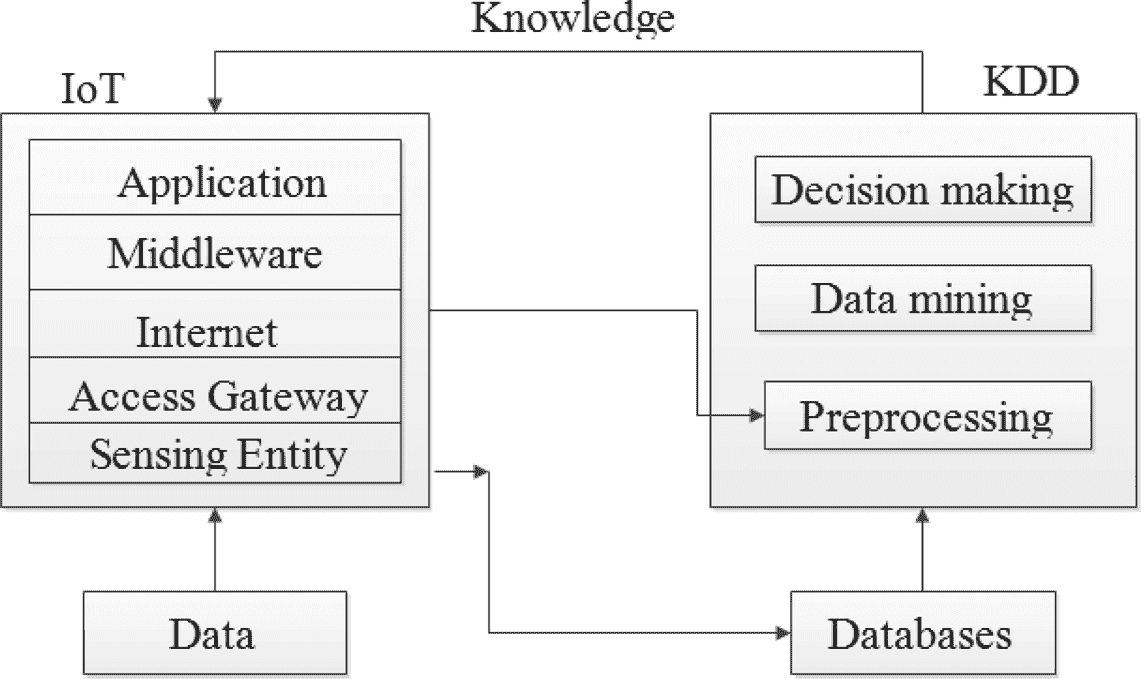 Knowledge
IoT
KDD
Application
Middleware
Internet
Access Gateway
Sensing Entity
Decision making
Data mining
Preprocessing
Data
Databases